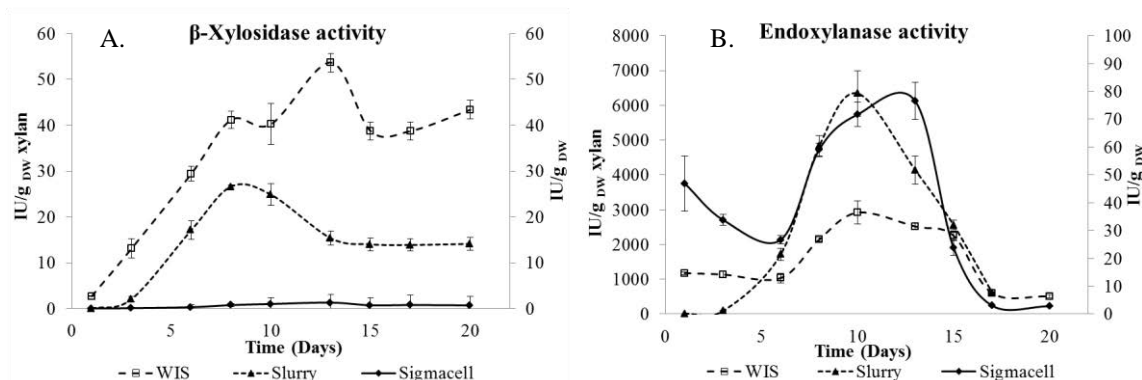 A.
β-Xylosidase activity
60
50
40
30
20
10
0
IU/g DW xylan
0
5
10
15
20
Time (Days)
60
50
40
30
20
10
0
IU/g DW
WIS
Slurry
Sigmacell
B.
Endoxylanase activity
8000
7000
6000
5000
4000
3000
2000
1000
0
IU/g DW xylan
0
5
10
15
20
Time (Days)
100
90
80
70
60
50
40
30
20
10
0
IU/g DW
WIS
Slurry
Sigmacell